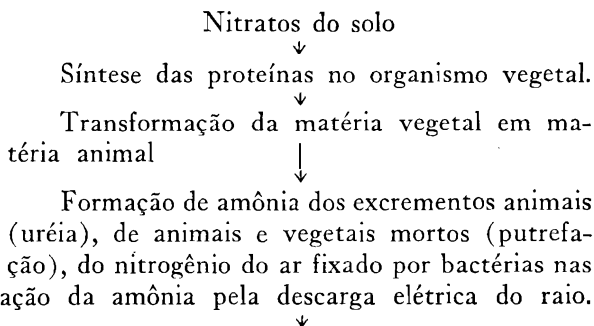 Nitratos do solo
↓
Síntese das proteínas no organismo vegetal.
↓
Transformação da matéria vegetal em ma-
téria animal
↓
Formação de amônia dos excrementos animais
(uréia), de animais e vegetais mortos (putrefa-
ção), do nitrogênio do ar fixado por bactérias nas
ação da amônia pela descarga elétrica do raio.
↓